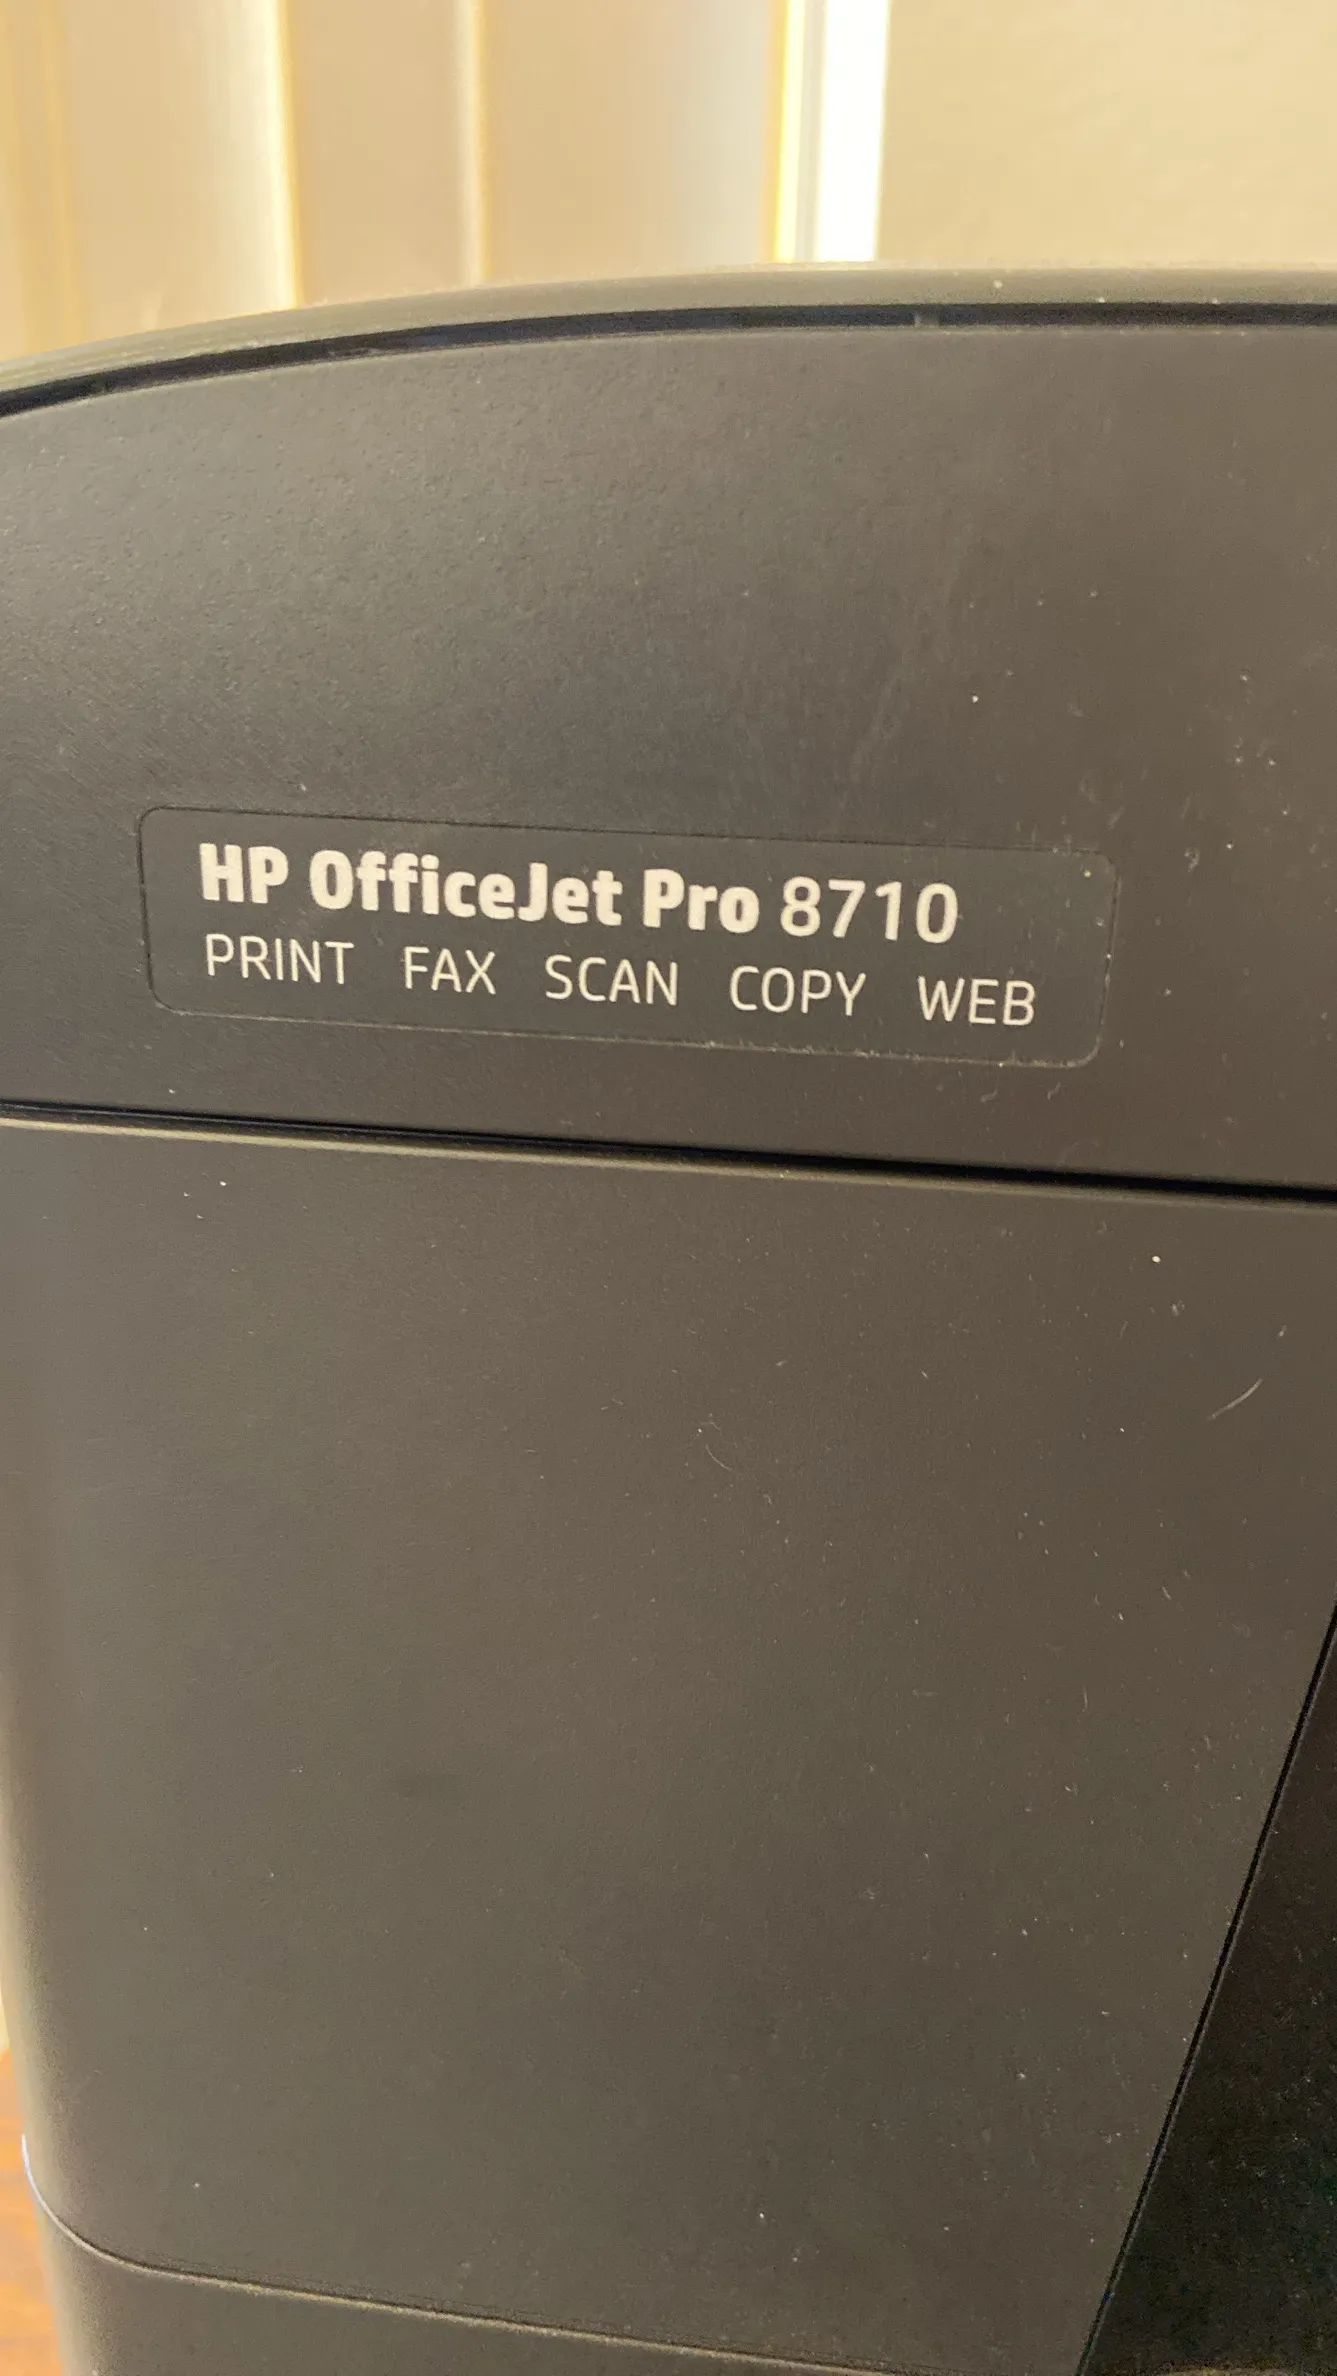 HP OfficeJet Pro 8710
PRINT FAX SCAN COPY WEB